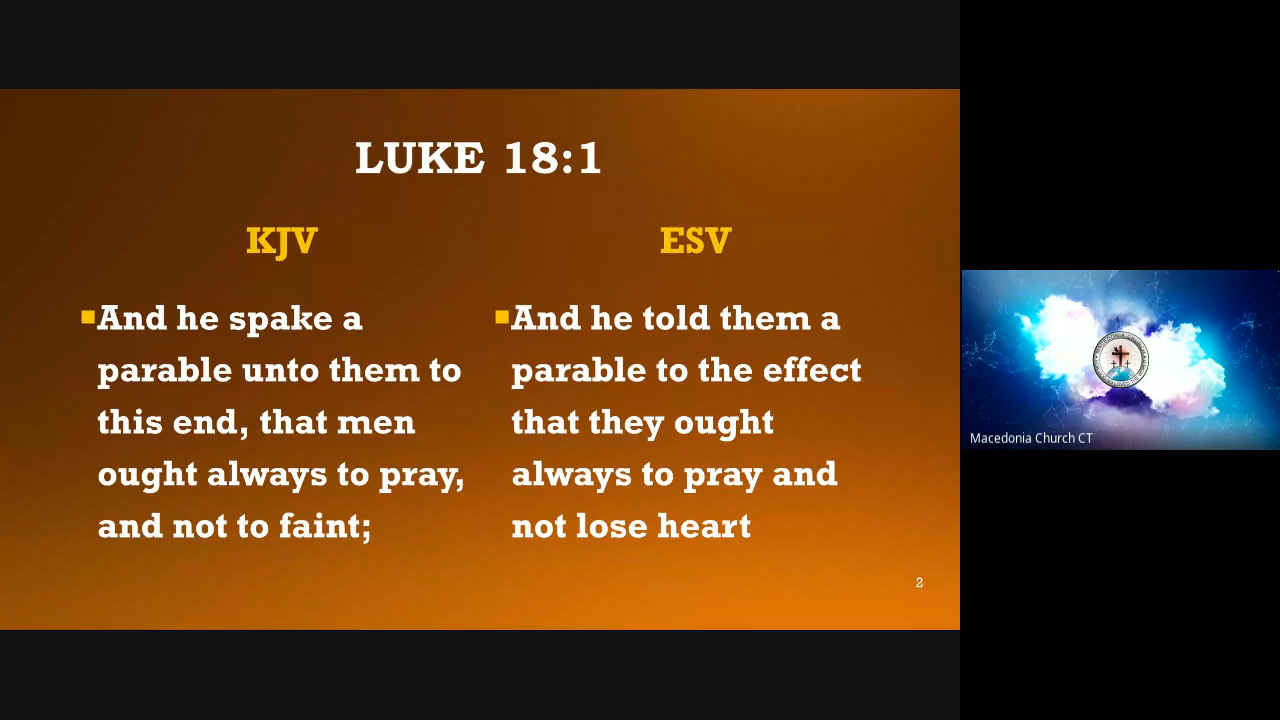 LUKE 18:1
KJV
■And he spake a
parable unto them to
this end, that men
ought always to pray,
and not to faint;
ESV
■And he told them a
parable to the effect
that they ought
always to pray and
not lose heart
2
Macedonia Church CT